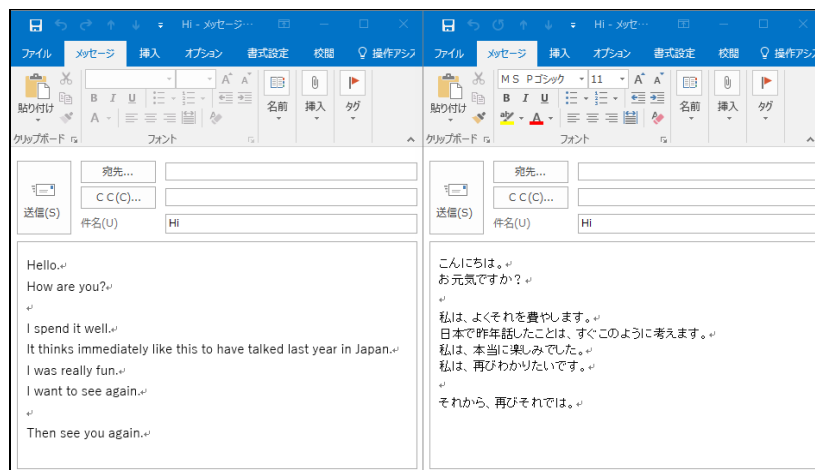 Hi - メッセージ…
ファイル メッセージ 挿入 オプション 書式設定 校閲 操作アシス
貼り付け
B I U
A A A
名前 挿入 タグ
クリップボード フォント
宛先...
C C(C)...
送信(S)
件名(U) Hi
Hello.↵
How are you?↵
↵
I spend it well.↵
It thinks immediately like this to have talked last year in Japan.↵
I was really fun.↵
I want to see again.↵
↵
Then see you again.↵
Hi - メッセ…
ファイル メッセージ 挿入 オプション 書式設定 校閲 操作アシス
貼り付け
ＭＳ Ｐゴシック 11 A A
B I U
aby A
名前 挿入 タグ
クリップボード フォント
宛先...
C C(C)...
送信(S)
件名(U) Hi
こんにちは。↵
お元気ですか？↵
↵
私は、よくそれを費やします。↵
日本で昨年話したことは、すぐこのように考えます。↵
私は、本当に楽しみでした。↵
私は、再びわかりたいです。↵
↵
それから、再びそれでは。↵